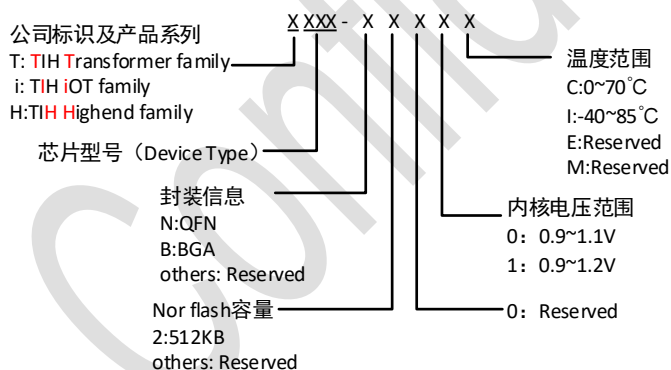 X XXX - X X X X X
公司标识及产品系列
T: TIH Transformer family
i: TIH iOT family
H:TIH Highend family
芯片型号（Device Type）
封装信息
N:QFN
B:BGA
others: Reserved
Nor flash容量
2:512KB
others: Reserved
温度范围
C:0~70℃
I:-40~85℃
E:Reserved
M:Reserved
内核电压范围
0：0.9~1.1V
1：0.9~1.2V
0：Reserved